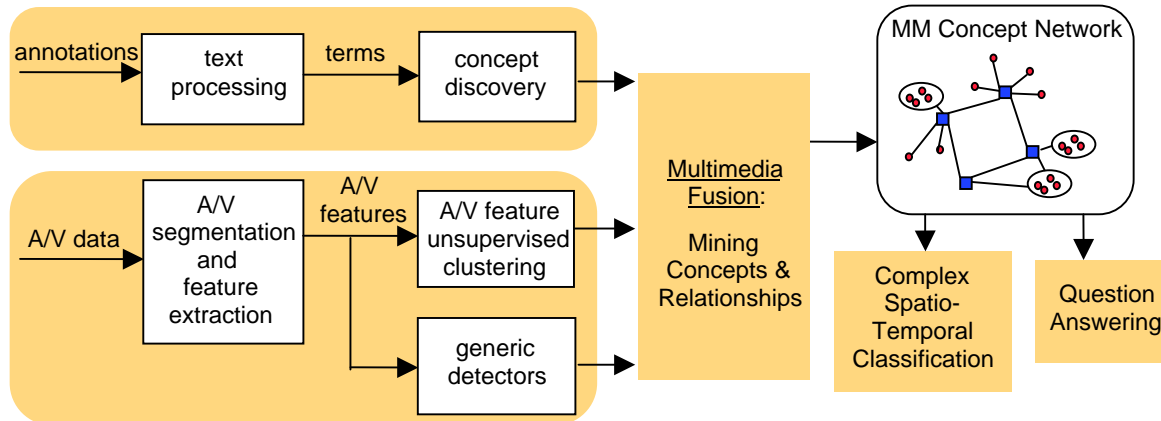 annotations
text
processing
terms
concept
discovery
A/V data
A/V
segmentation
and
feature
extraction
A/V
features
A/V feature
unsupervised
clustering
generic
detectors
Multimedia
Fusion:
Mining
Concepts &
Relationships
MM Concept Network
Complex
Spatio-
Temporal
Classification
Question
Answering